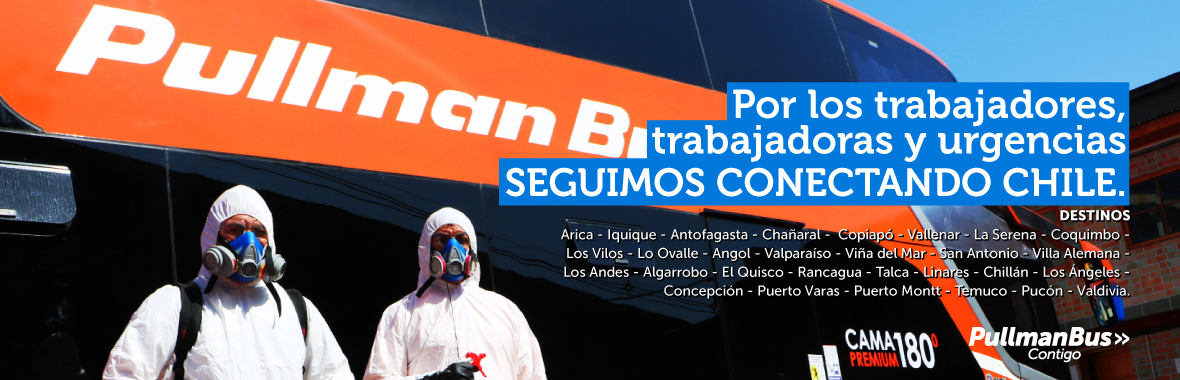 Pullman Bu
Por los trabajadores,
trabajadoras y urgencias
SEGUIMOS CONECTANDO CHILE.
DESTINOS
Arica - Iquique - Antofagasta - Chañaral - Copiapó - Vallenar - La Serena - Coquimbo -
Los Vilos - Lo Ovalle - Angol - Valparaíso - Viña del Mar - San Antonio - Villa Alemana -
Los Andes - Algarrobo - El Quisco - Rancagua - Talca - Linares - Chillán - Los Ángeles -
Concepción - Puerto Varas - Puerto Montt - Temuco - Pucón - Valdivia.
CAMA
PREMIUM 180°
PullmanBus»
Contigo